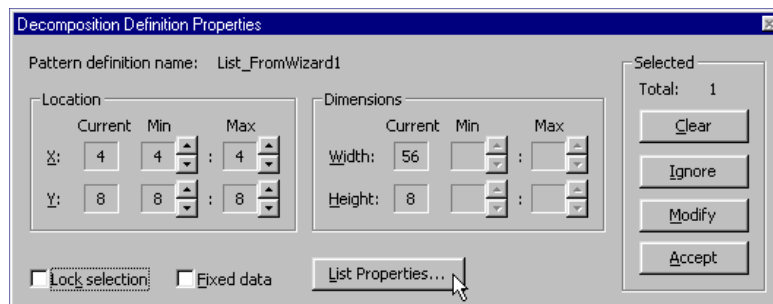 Decomposition Definition Properties
Pattern definition name: List_FromWizard1
Location
Current Min Max
X: 4 4 : 4
Y: 8 8 : 8
Dimensions
Current Min Max
Width: 56 :
Height: 8 :
Selected
Total: 1
Clear
Ignore
Modify
Accept
Lock selection
Fixed data
List Properties...